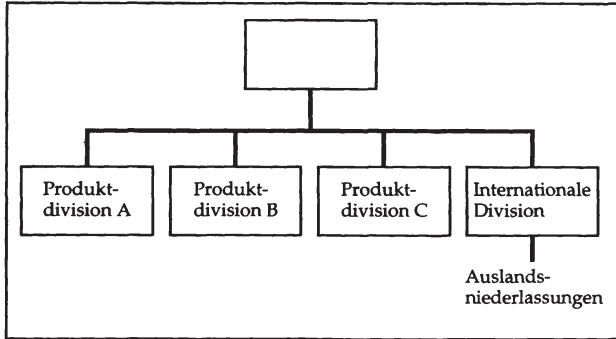 Produkt-
division A
Produkt-
division B
Produkt-
division C
Internationale
Division
Auslands-
niederlassungen